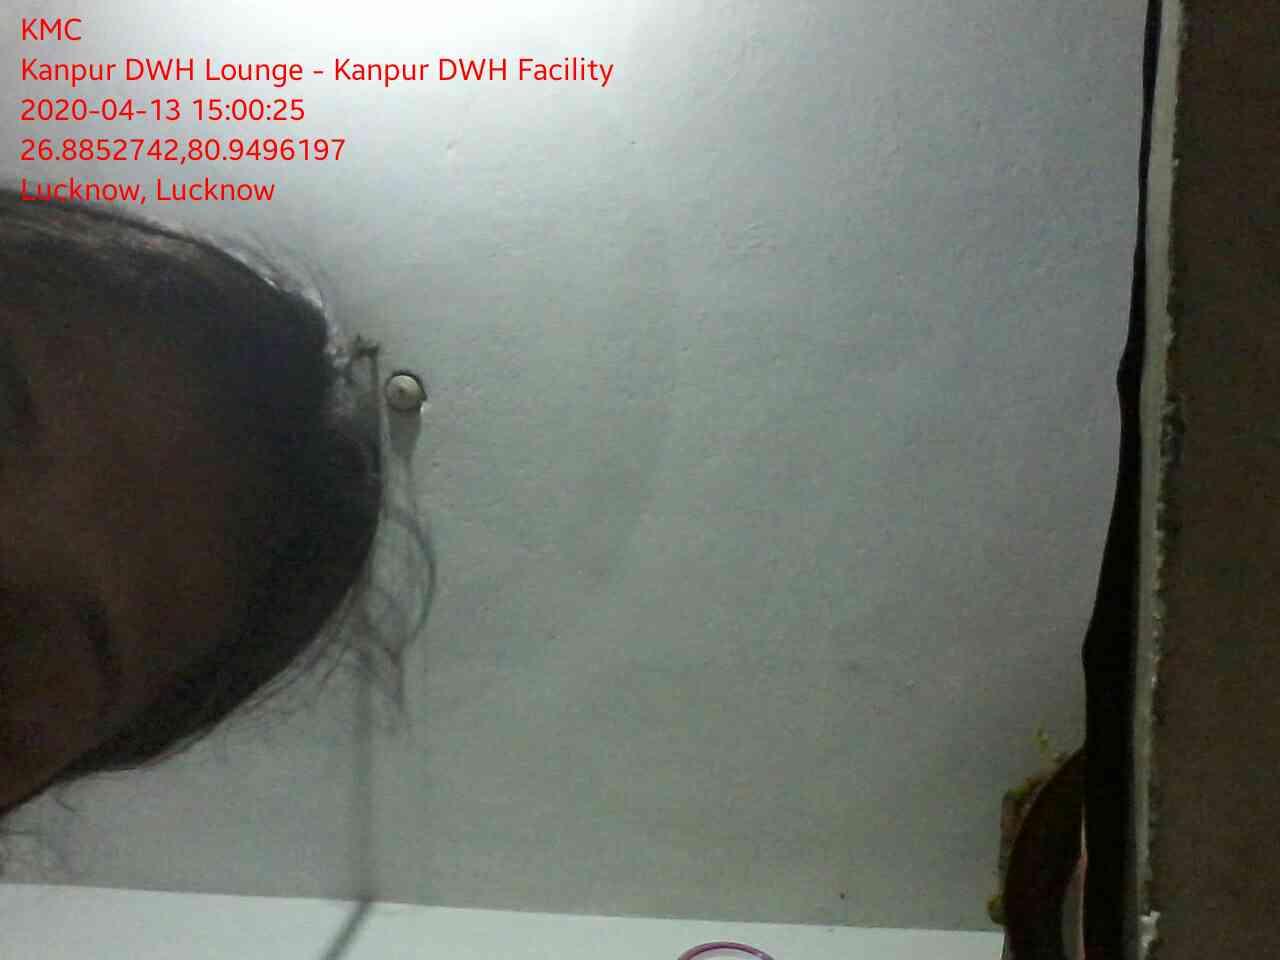 KMC
Kanpur DWH Lounge - Kanpur DWH Facility
2020-04-13 15:00:25
26.8852742,80.9496197
Lucknow, Lucknow